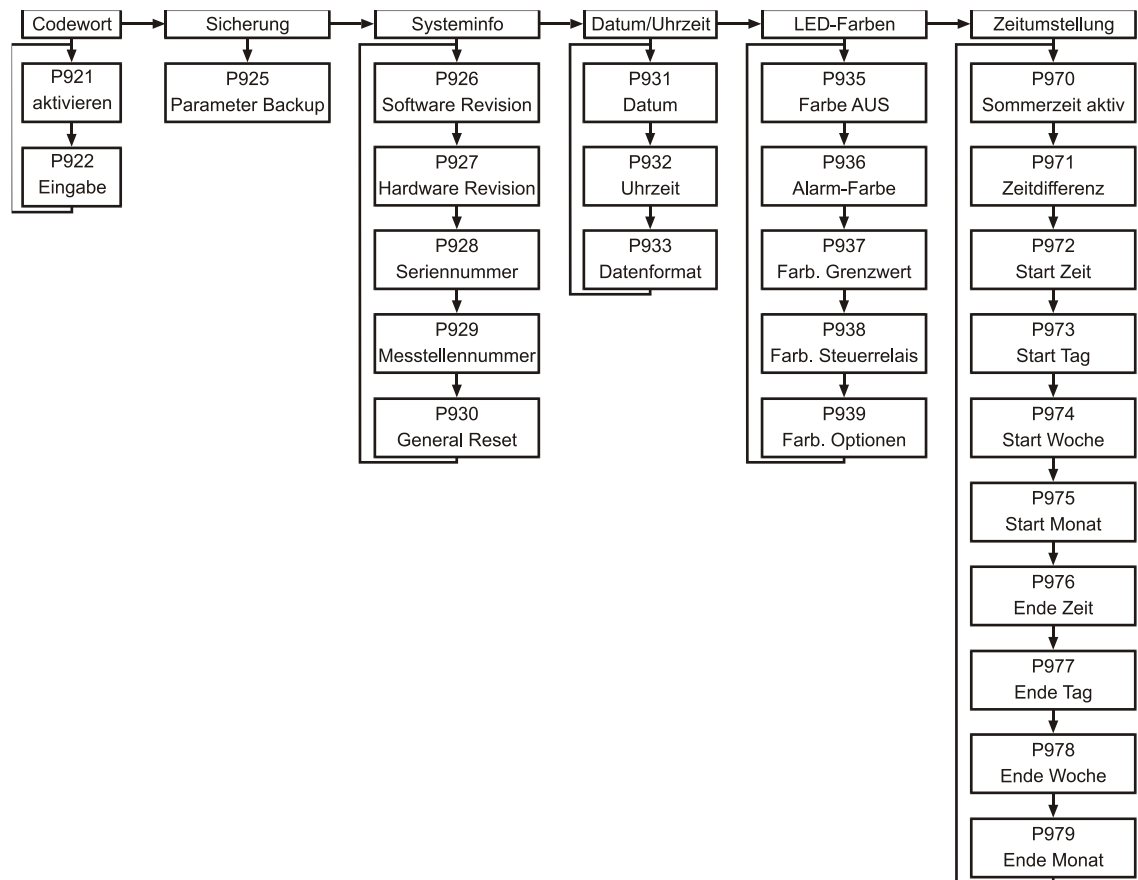 Codewort
Sicherung
Systeminfo
Datum/Uhrzeit
LED-Farben
Zeitumstellung
P921
aktivieren
P922
Eingabe
P925
Parameter Backup
P926
Software Revision
P927
Hardware Revision
P928
Seriennummer
P929
Messtellennummer
P930
General Reset
P931
Datum
P932
Uhrzeit
P933
Datenformat
P935
Farbe AUS
P936
Alarm-Farbe
P937
Farb. Grenzwert
P938
Farb. Steuerrelais
P939
Farb. Optionen
P970
Sommerzeit aktiv
P971
Zeitdifferenz
P972
Start Zeit
P973
Start Tag
P974
Start Woche
P975
Start Monat
P976
Ende Zeit
P977
Ende Tag
P978
Ende Woche
P979
Ende Monat